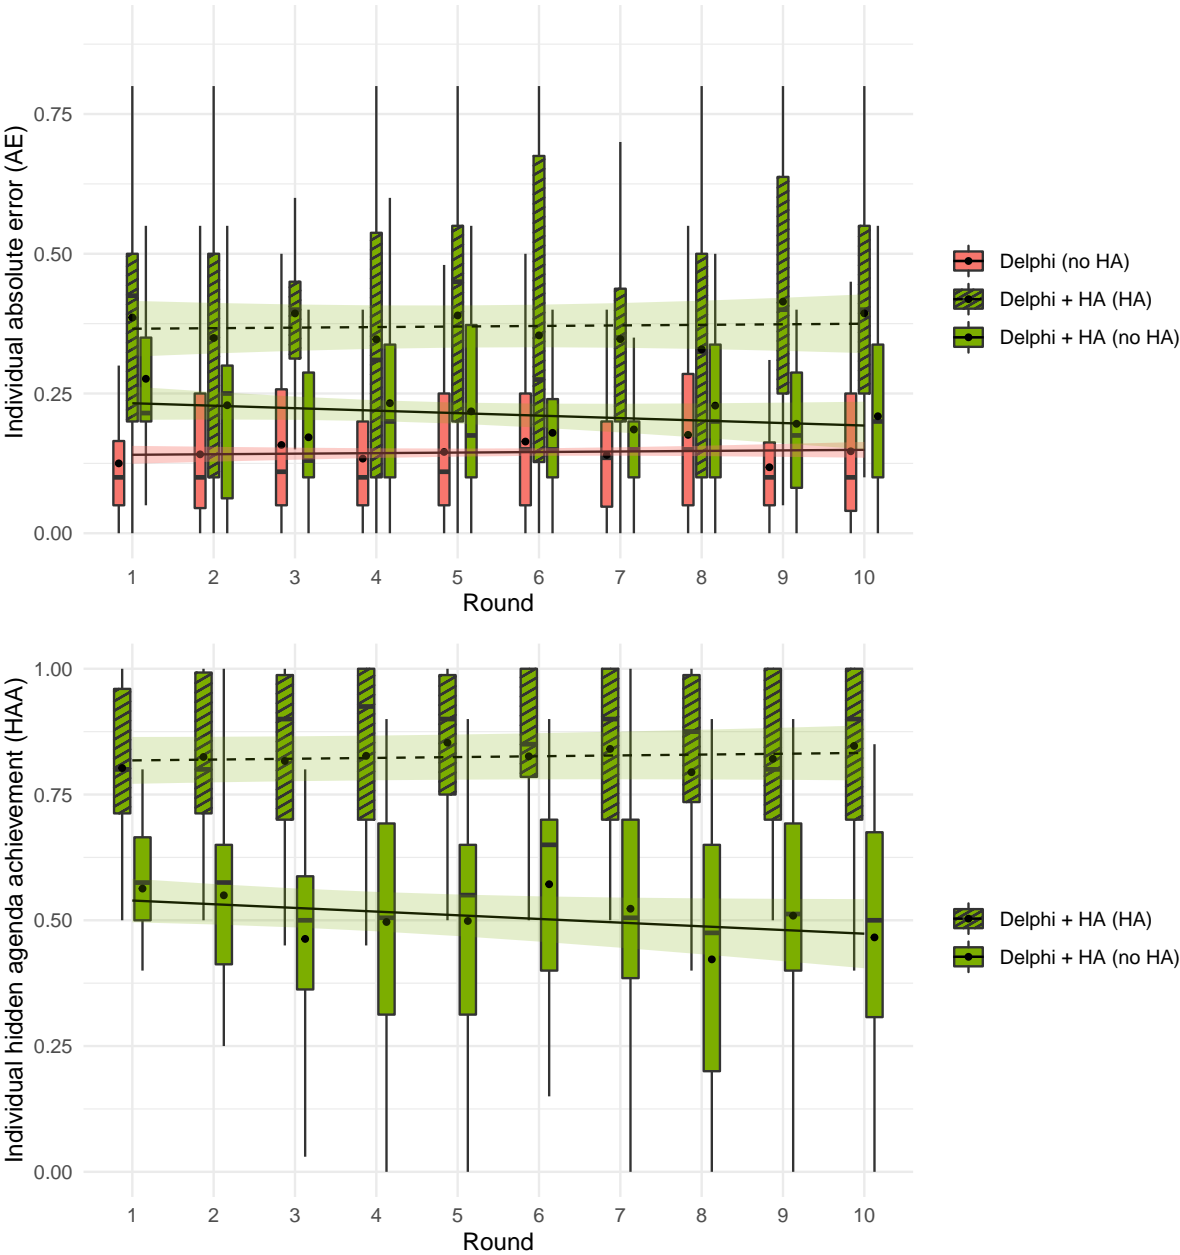 Individual absolute error (AE)
0.75
0.50
0.25
0.00
1 2 3 4 5 6 7 8 9 10
Round
Delphi (no HA)
Delphi + HA (HA)
Delphi + HA (no HA)
Individual hidden agenda achievement (HAA)
1.00
0.75
0.50
0.25
0.00
1 2 3 4 5 6 7 8 9 10
Round
Delphi + HA (HA)
Delphi + HA (no HA)